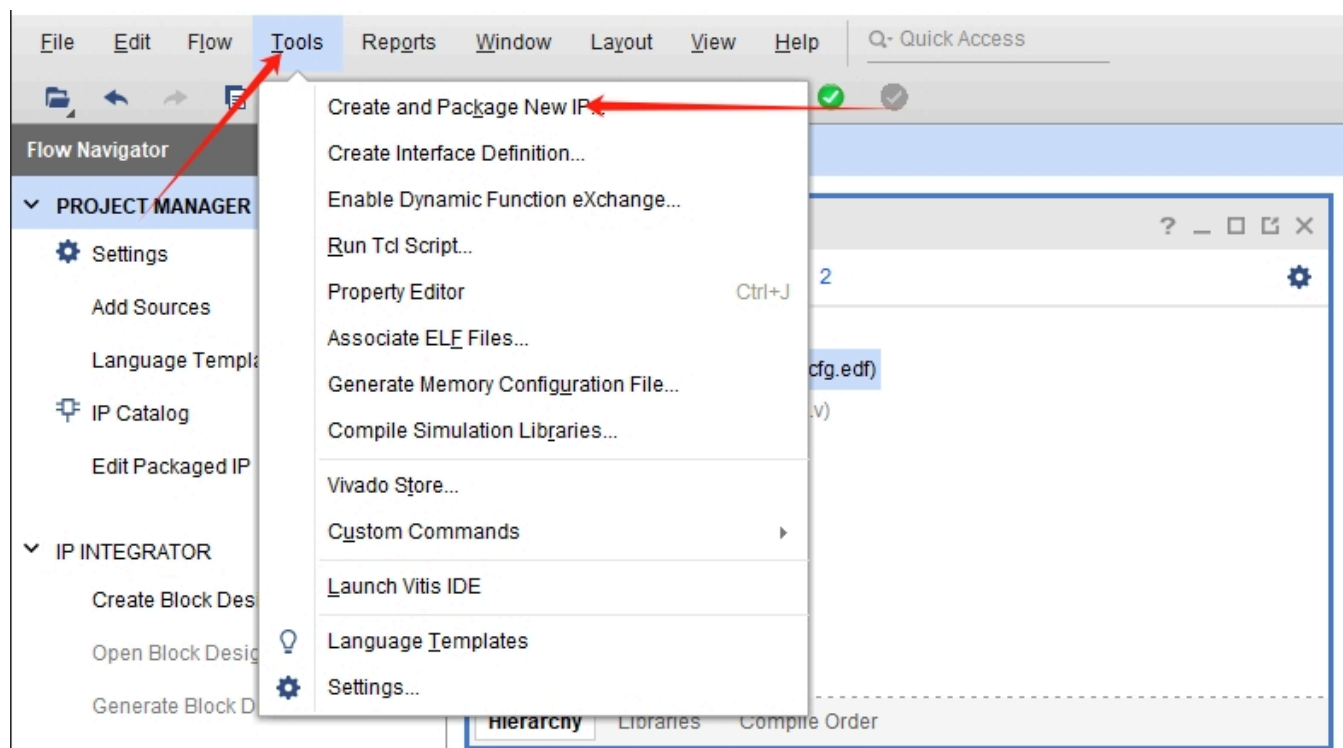 File Edit Flow Tools Reports Window Layout View Help Q- Quick Access
Flow Navigator
PROJECT MANAGER
Settings
Add Sources
Language Templa
IP Catalog
Edit Packaged IP
IP INTEGRATOR
Create Block Des
Open Block Desig
Generate Block D
Create and Package New IP...
Create Interface Definition...
Enable Dynamic Function eXchange...
Run Tcl Script...
Property Editor Ctrl+J
Associate ELF Files...
Generate Memory Configuration File...
Compile Simulation Libraries...
Vivado Store...
Custom Commands
Launch Vitis IDE
Language Templates
Settings...
?
2
cfg.edf)
.v)
Hierarchy Libraries Compile Order